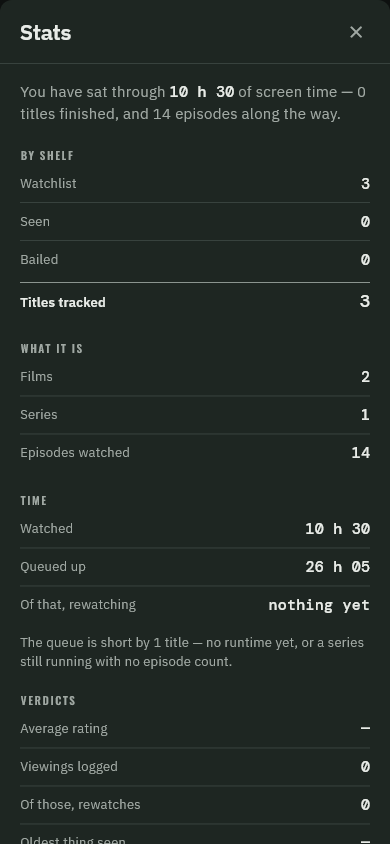 Stats
You have sat through 10 h 30 of screen time — 0
titles finished, and 14 episodes along the way.
BY SHELF
Watchlist 3
Seen 0
Bailed 0
Titles tracked 3
WHAT IT IS
Films 2
Series 1
Episodes watched 14
TIME
Watched 10 h 30
Queued up 26 h 05
Of that, rewatching nothing yet
The queue is short by 1 title — no runtime yet, or a series
still running with no episode count.
VERDICTS
Average rating —
Viewings logged 0
Of those, rewatches 0
Oldest thing seen —